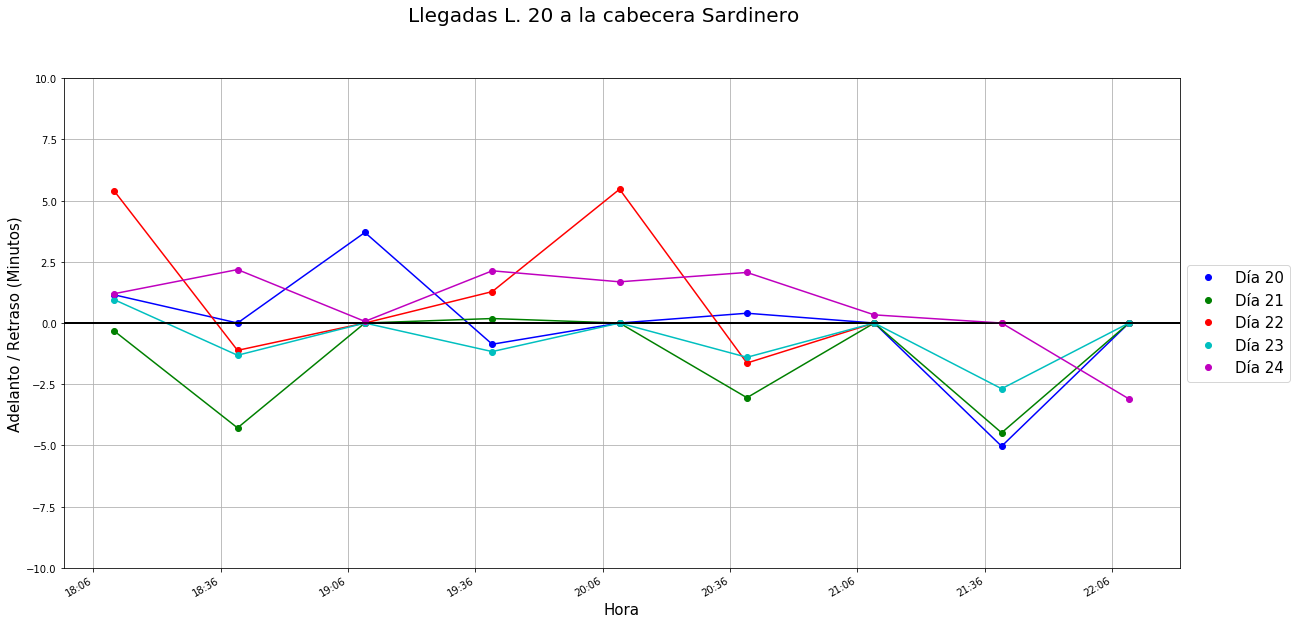 Llegadas L. 20 a la cabecera Sardinero
Adelanto / Retraso (Minutos)
10.0
7.5
5.0
2.5
0.0
−2.5
−5.0
−7.5
−10.0
18:06
18:36
19:06
19:36
20:06
20:36
21:06
21:36
22:06
Hora
Día 20
Día 21
Día 22
Día 23
Día 24